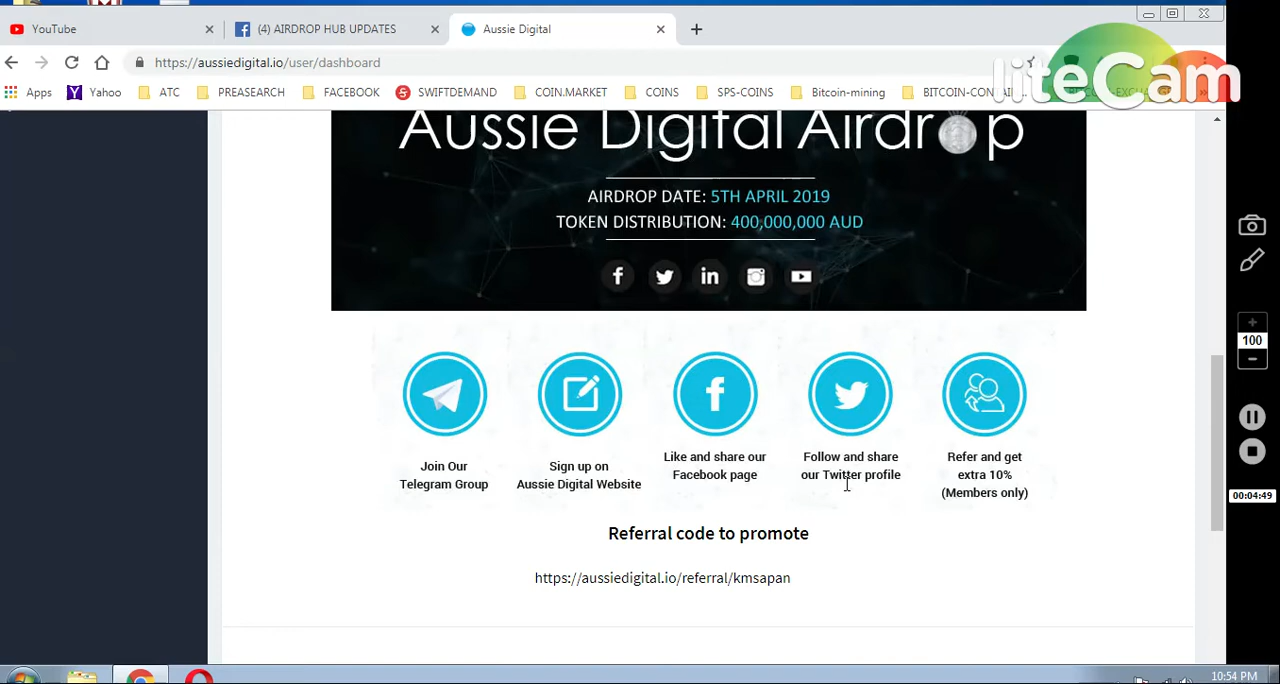 YouTube
(4) AIRDROP HUB UPDATES
Aussie Digital
https://aussiedigital.io/user/dashboard
Apps
Yahoo
ATC
PREASEARCH
FACEBOOK
SWIFTDEMAND
COIN.MARKET
COINS
SPS-COINS
Bitcoin-mining
liteCam
Aussie Digital Airdrop
AIRDROP DATE: 5TH APRIL 2019
TOKEN DISTRIBUTION: 400,000,000 AUD
Join Our
Telegram Group
Sign up on
Aussie Digital Website
Like and share our
Facebook page
Follow and share
our Twitter profile
Refer and get
extra 10%
(Members only)
Referral code to promote
https://aussiedigital.io/referral/kmsapan
100
00:04:49
10:54 PM